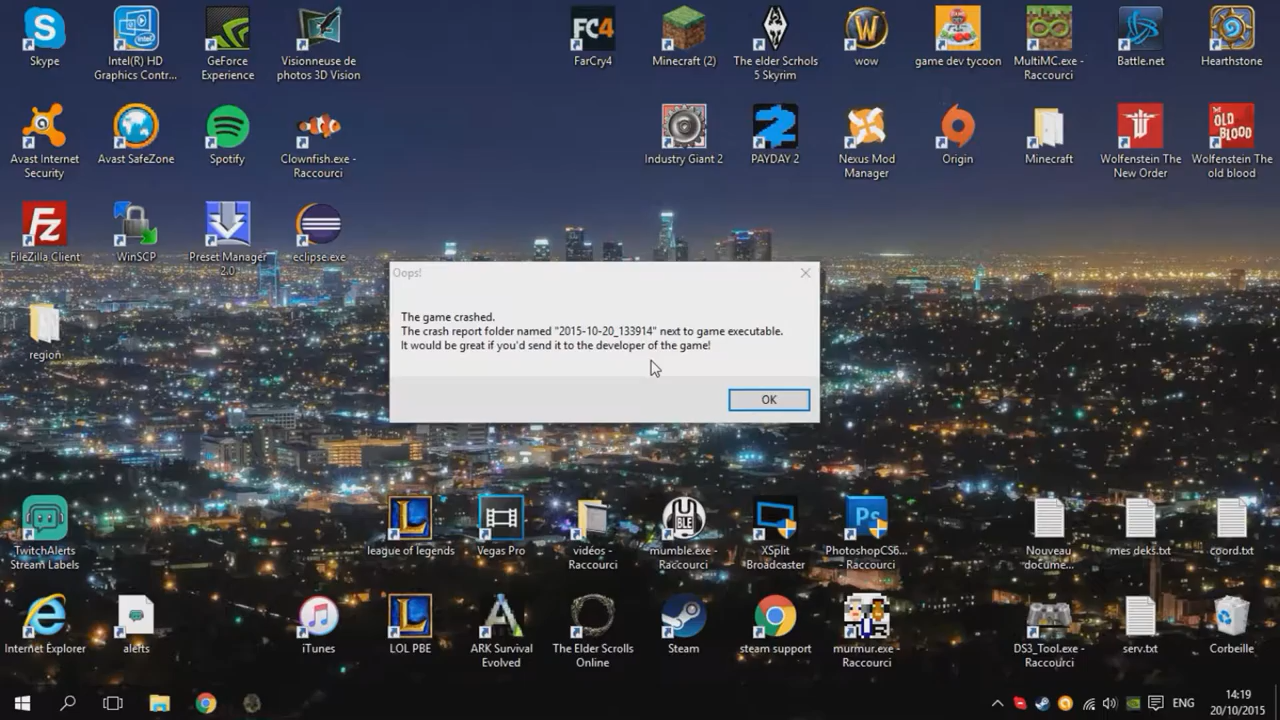 Skype
Intel(R) HD
Graphics Contr...
GeForce
Experience
Visionneuse de
photos 3D Vision
FC4
FarCry4
Minecraft (2)
The elder Scrhols
5 Skyrim
wow
game dev tycoon
MultiMC.exe -
Raccourci
Battle.net
Hearthstone
Avast Internet
Security
Avast SafeZone
Spotify
Clownfish.exe -
Raccourci
Industry Giant 2
PAYDAY 2
Nexus Mod
Manager
Origin
Minecraft
Wolfenstein The
New Order
THE
OLD
BLOOD
Wolfenstein The
old blood
FileZilla Client
WinSCP
Preset Manager
2.0
eclipse.exe
region
Oops!
The game crashed.
The crash report folder named "2015-10-20_133914" next to game executable.
It would be great if you'd send it to the developer of the game!
OK
TwitchAlerts
Stream Labels
league of legends
Vegas Pro
vidéos -
Raccourci
BLE
mumble.exe -
Raccourci
XSplit
Broadcaster
Ps
PhotoshopCS6...
- Raccourci
Nouveau
docume...
mes deks.txt
coord.txt
Internet Explorer
alerts
iTunes
LOL PBE
ARK Survival
Evolved
The Elder Scrolls
Online
Steam
steam support
murmur.exe -
Raccourci
DS3_Tool.exe -
Raccourci
serv.txt
Corbeille
ENG
14:19
20/10/2015